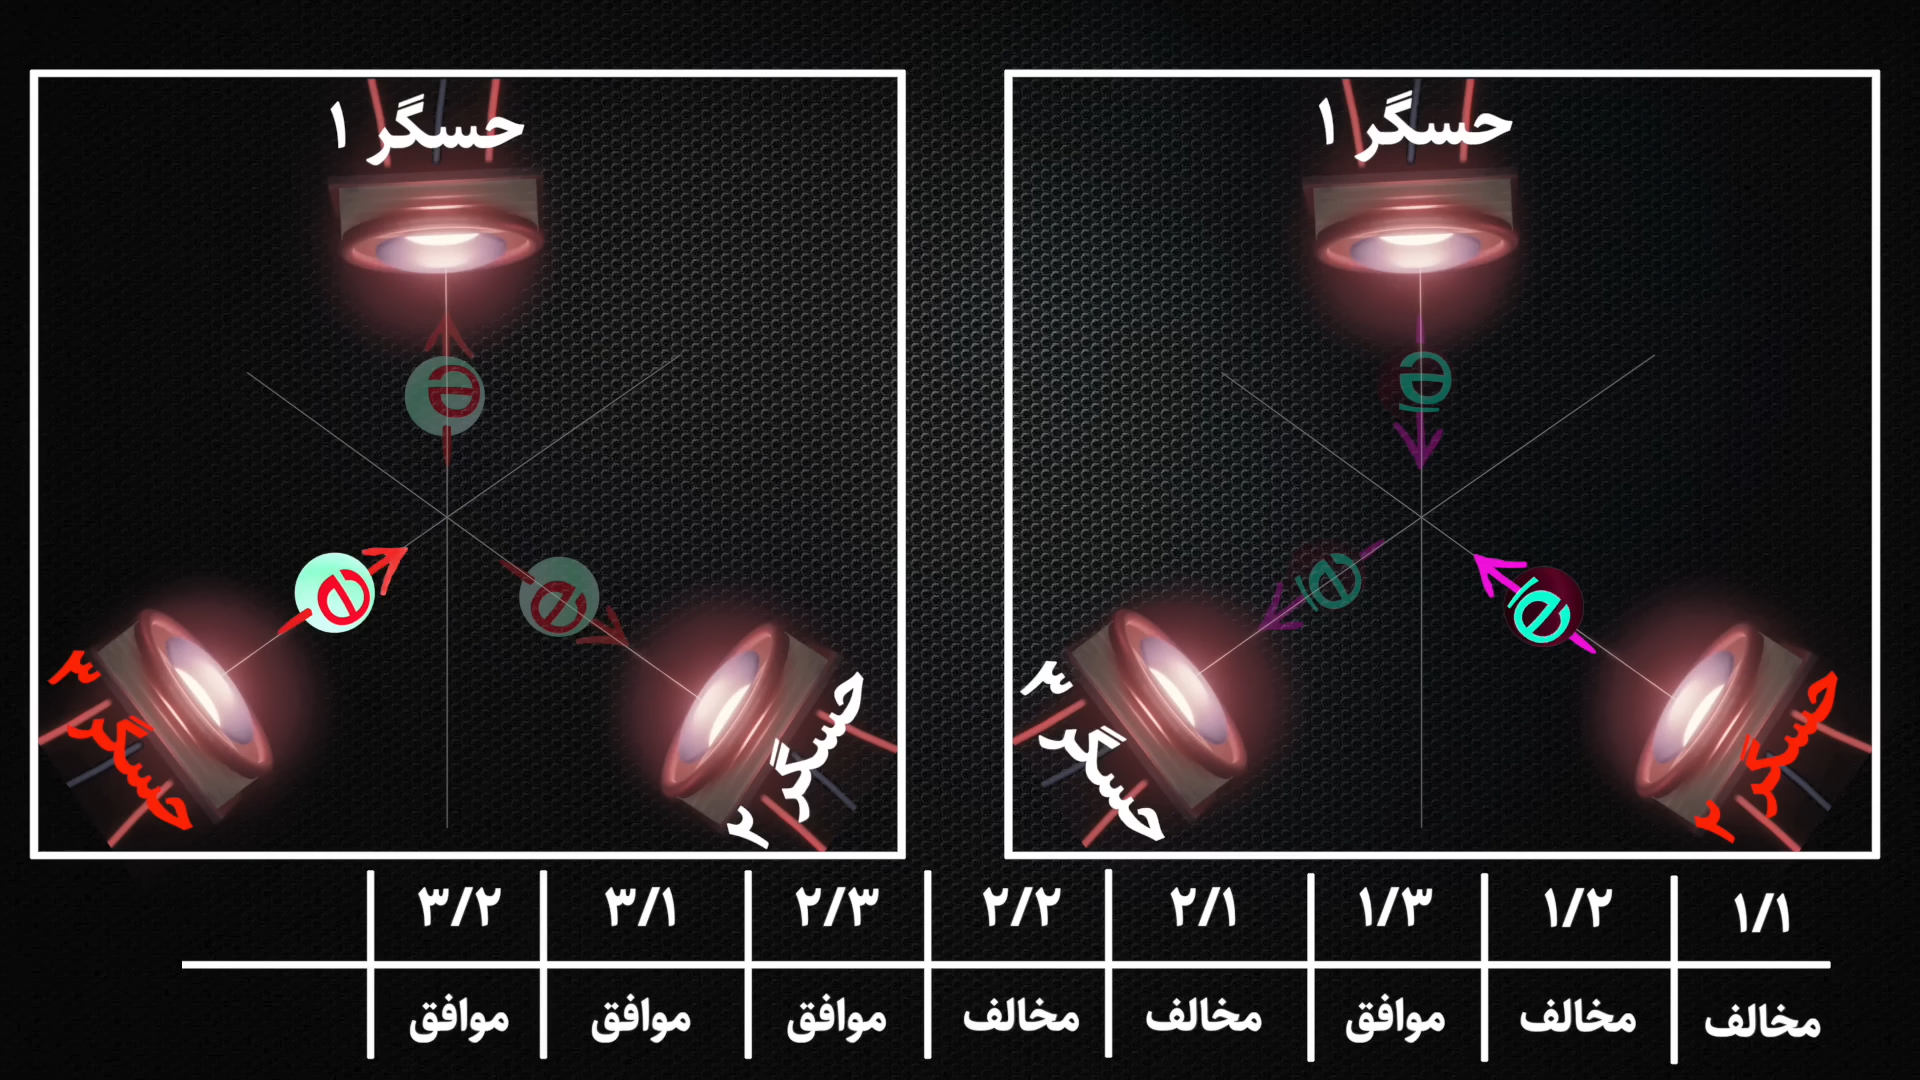 حسگر ۱
حسگر ۱
e
e
e
e
e
e
حسگر ۳
حسگر ۲
حسگر ۳
حسگر ۲
۱/۱ ۱/۲ ۱/۳ ۲/۱ ۲/۲ ۲/۳ ۳/۱ ۳/۲
مخالف مخالف موافق مخالف مخالف موافق موافق موافق